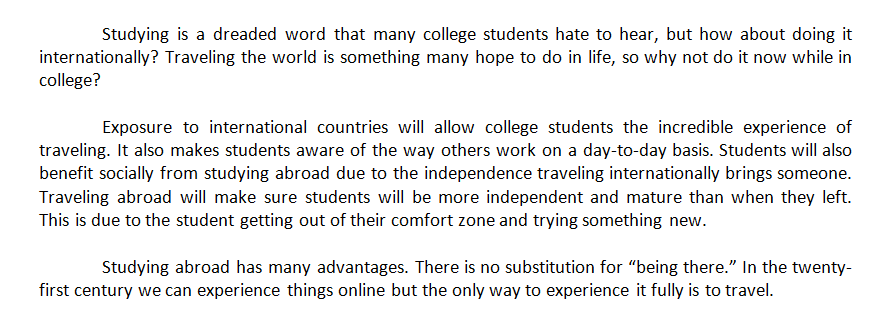 Studying is a dreaded word that many college students hate to hear, but how about doing it
internationally? Traveling the world is something many hope to do in life, so why not do it now while in
college?
Exposure to international countries will allow college students the incredible experience of
traveling. It also makes students aware of the way others work on a day-to-day basis. Students will also
benefit socially from studying abroad due to the independence traveling internationally brings someone.
Traveling abroad will make sure students will be more independent and mature than when they left.
This is due to the student getting out of their comfort zone and trying something new.
Studying abroad has many advantages. There is no substitution for “being there.” In the twenty-
first century we can experience things online but the only way to experience it fully is to travel.